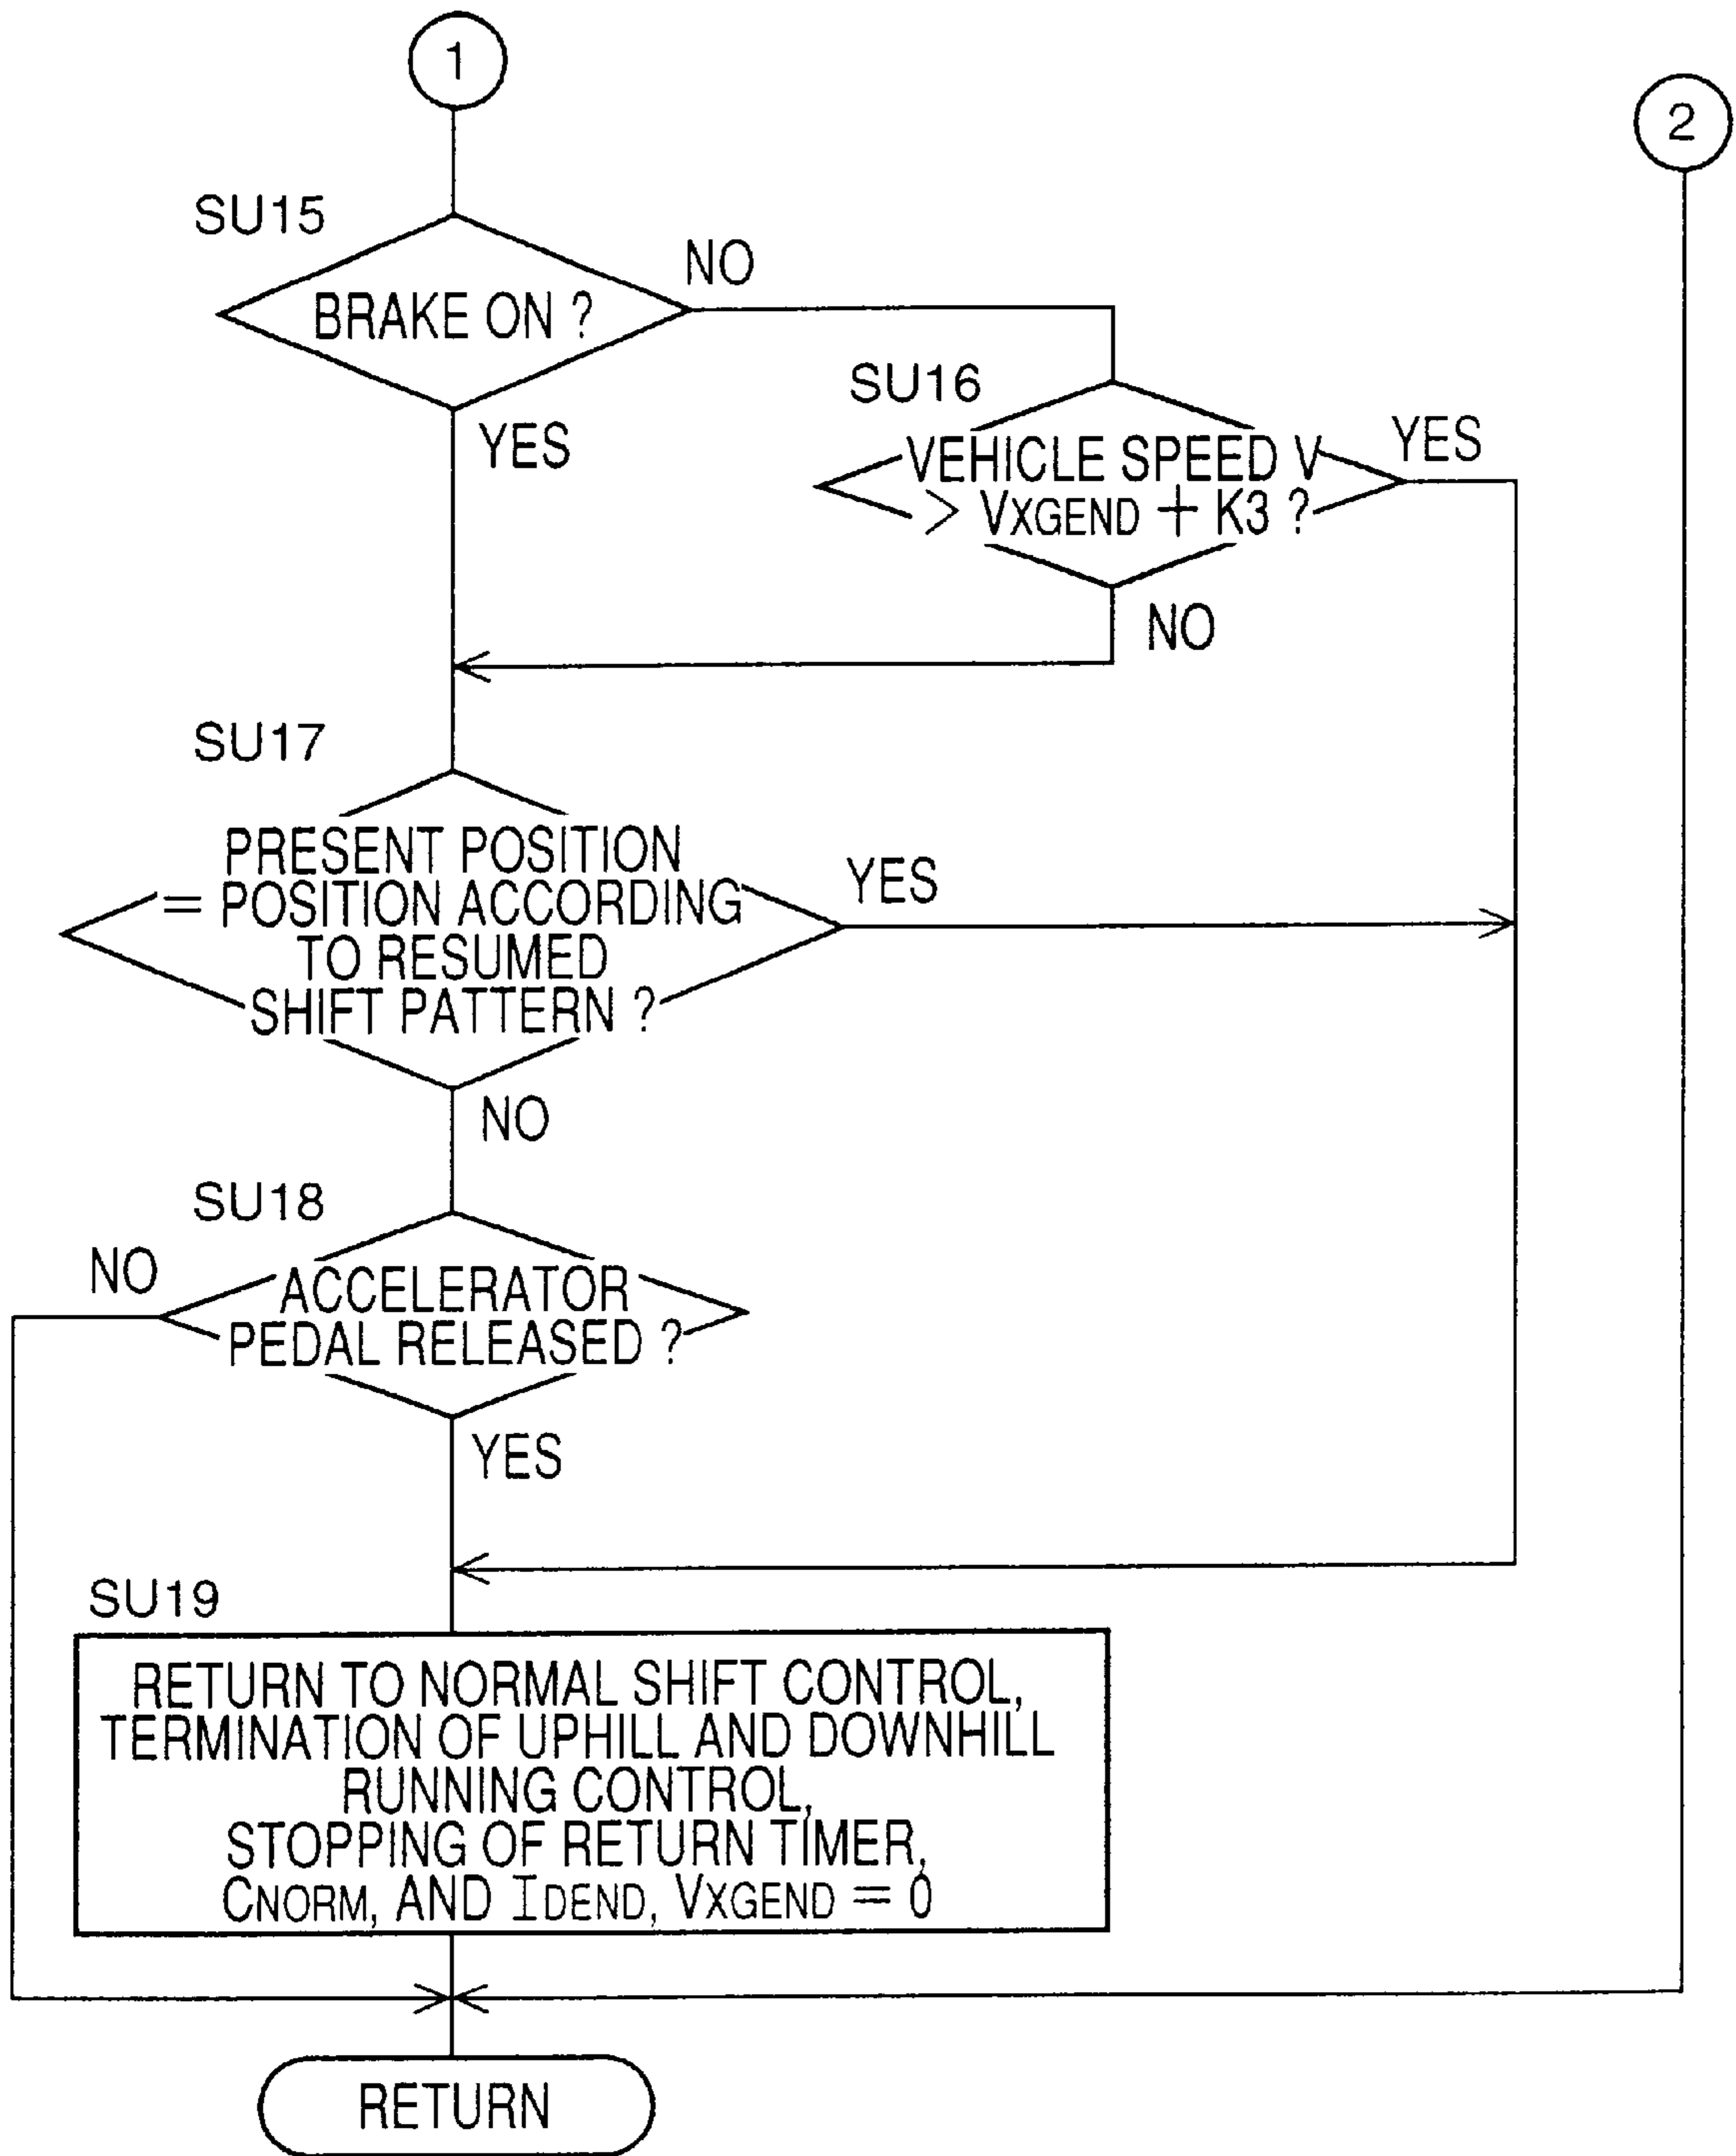 1
2
SU15
NO
BRAKE ON ?
YES
SU16
VEHICLE SPEED V
> VXGEND + K3 ?
YES
NO
SU17
PRESENT POSITION
= POSITION ACCORDING
TO RESUMED
SHIFT PATTERN ?
YES
NO
SU18
NO
ACCELERATOR
PEDAL RELEASED ?
YES
SU19
RETURN TO NORMAL SHIFT CONTROL,
TERMINATION OF UPHILL AND DOWNHILL
RUNNING CONTROL,
STOPPING OF RETURN TIMER,
CNORM, AND IDEND, VXGEND = 0
RETURN